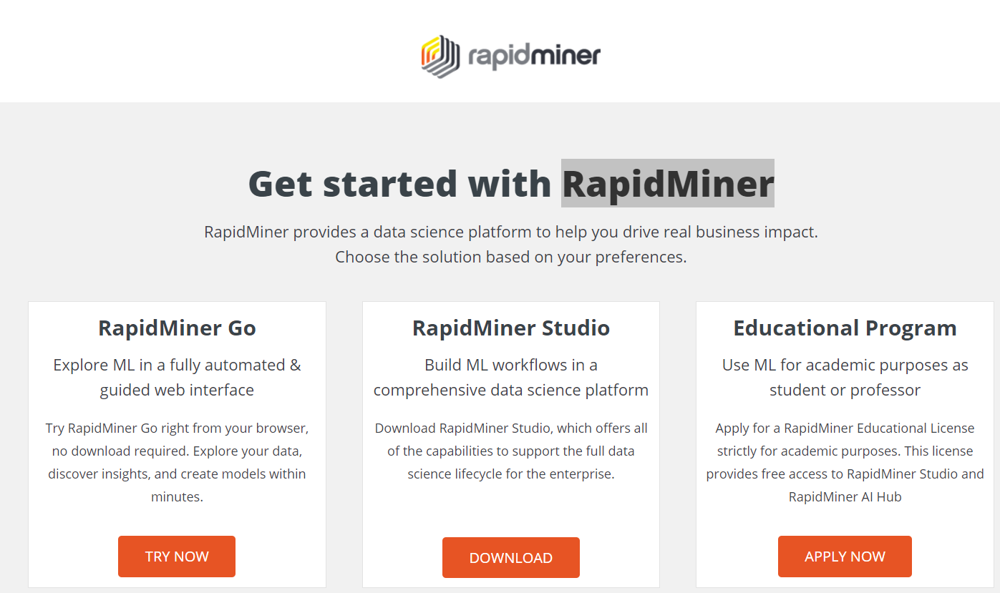 rapidminer
Get started with RapidMiner
RapidMiner provides a data science platform to help you drive real business impact.
Choose the solution based on your preferences.
RapidMiner Go
Explore ML in a fully automated &
guided web interface
Try RapidMiner Go right from your browser,
no download required. Explore your data,
discover insights, and create models within
minutes.
TRY NOW
RapidMiner Studio
Build ML workflows in a
comprehensive data science platform
Download RapidMiner Studio, which offers all
of the capabilities to support the full data
science lifecycle for the enterprise.
DOWNLOAD
Educational Program
Use ML for academic purposes as
student or professor
Apply for a RapidMiner Educational License
strictly for academic purposes. This license
provides free access to RapidMiner Studio and
RapidMiner AI Hub
APPLY NOW